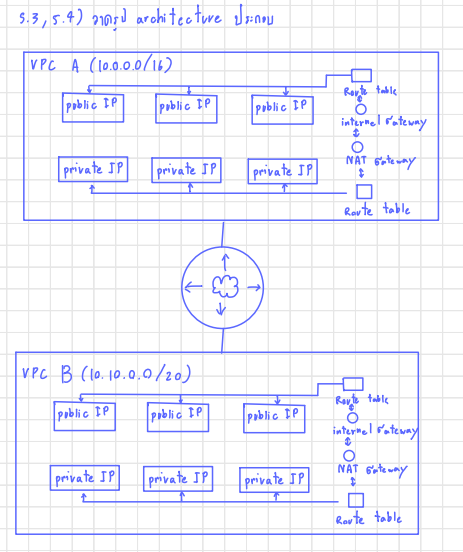 5.3, 5.4) วาดรูป architecture ประกอบ
VPC A (10.0.0.0/16)
Route table
public IP
public IP
public IP
internel Gateway
NAT Gateway
private IP
private IP
private IP
Route table
VPC B (10.10.0.0/20)
Route table
public IP
public IP
public IP
internel Gateway
NAT Gateway
private IP
private IP
private IP
Route table